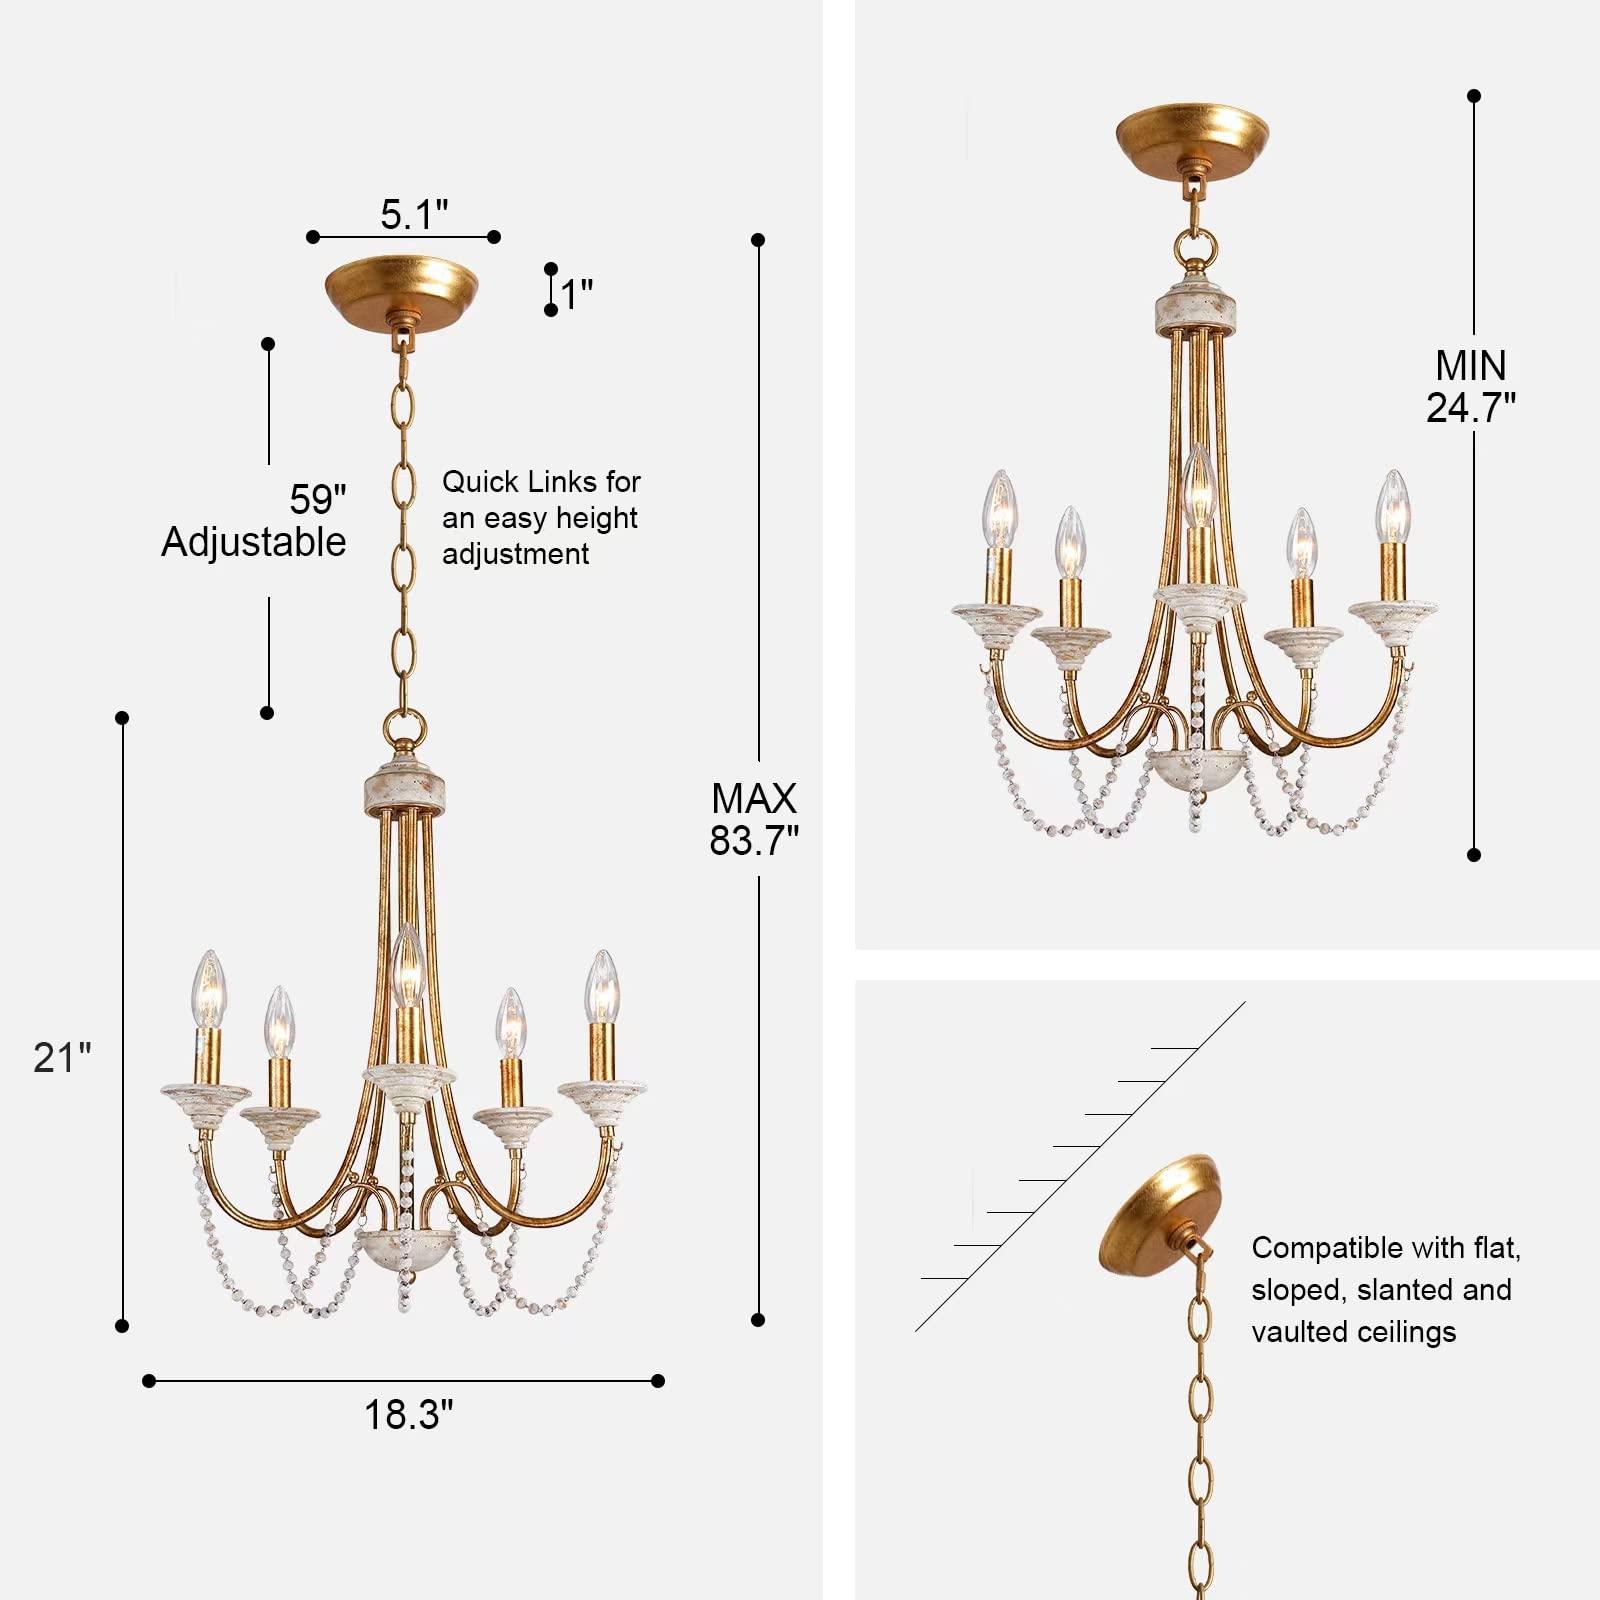 5.1"
1"
59"
Adjustable
Quick Links for
an easy height
adjustment
MAX
83.7"
21"
18.3"
MIN
24.7"
Compatible with flat,
sloped, slanted and
vaulted ceilings